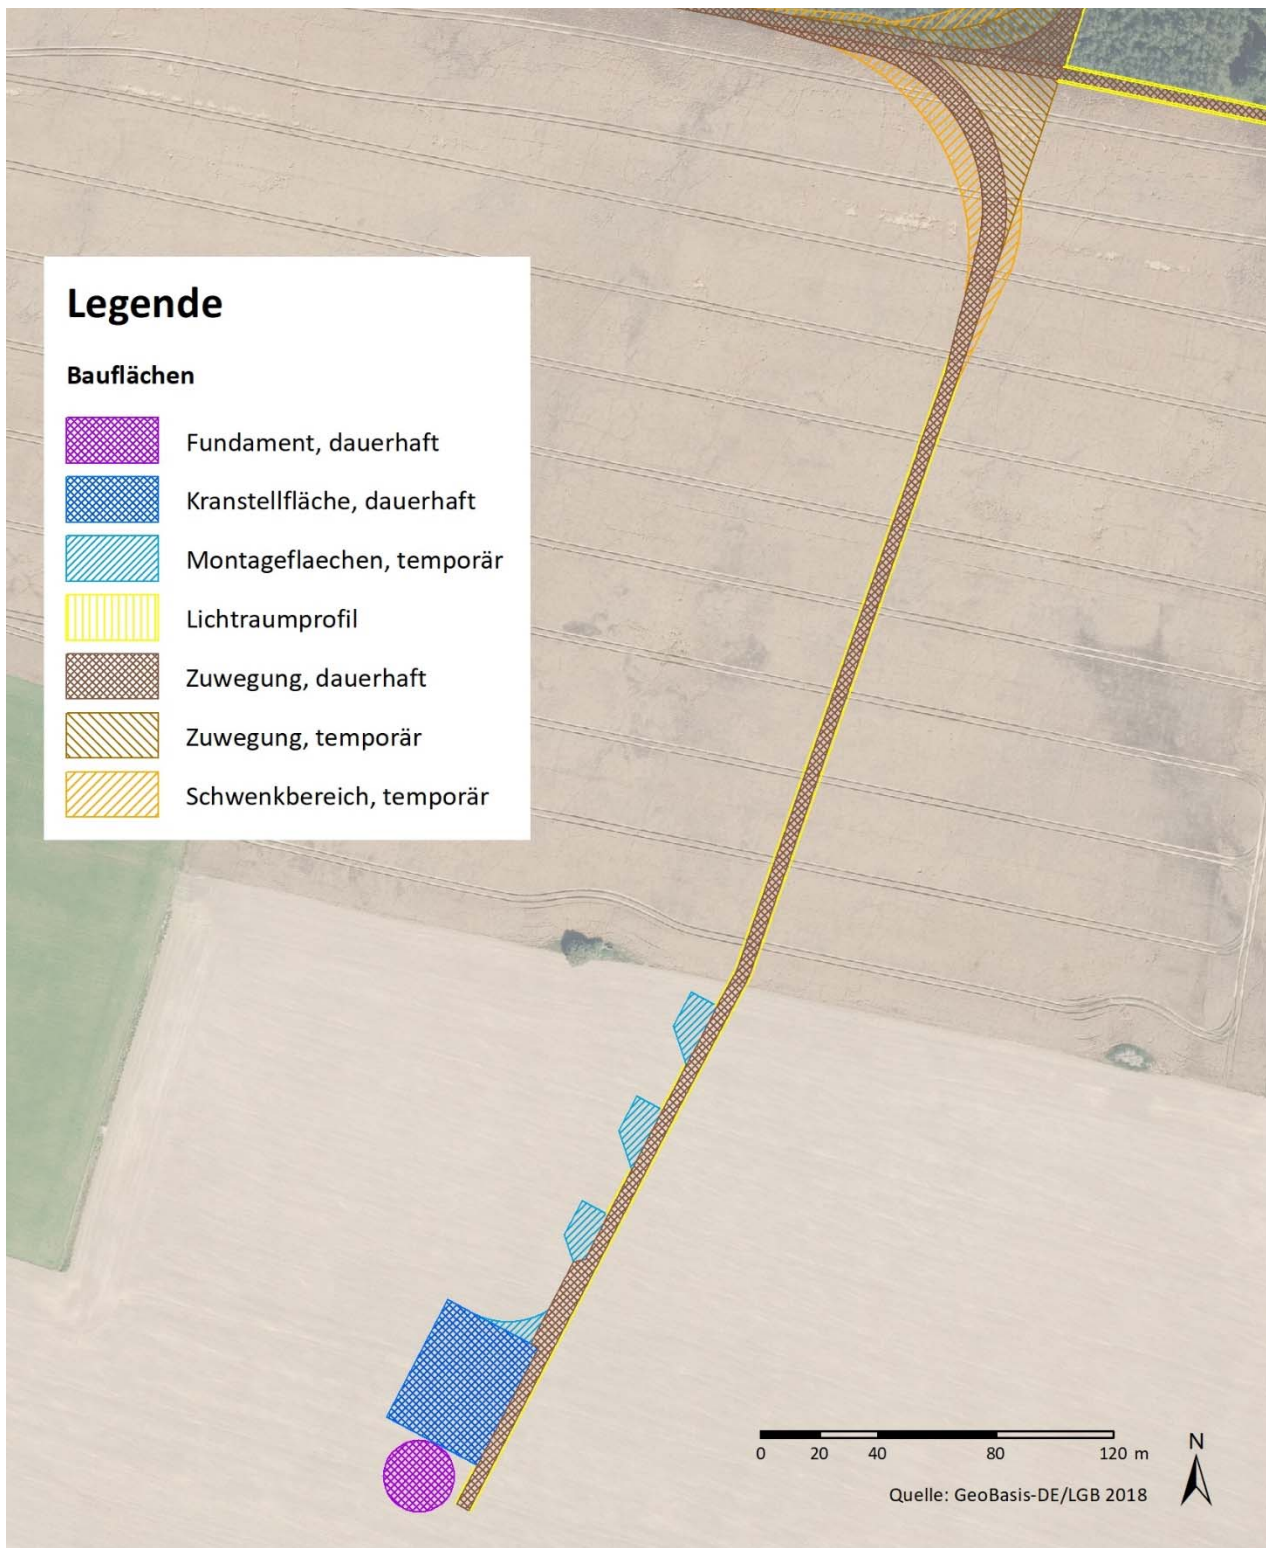 Legende
Bauflächen
Fundament, dauerhaft
Kranstellfläche, dauerhaft
Montageflaechen, temporär
Lichtraumprofil
Zuwegung, dauerhaft
Zuwegung, temporär
Schwenkbereich, temporär
0 20 40 80 120 m
N
Quelle: GeoBasis-DE/LGB 2018